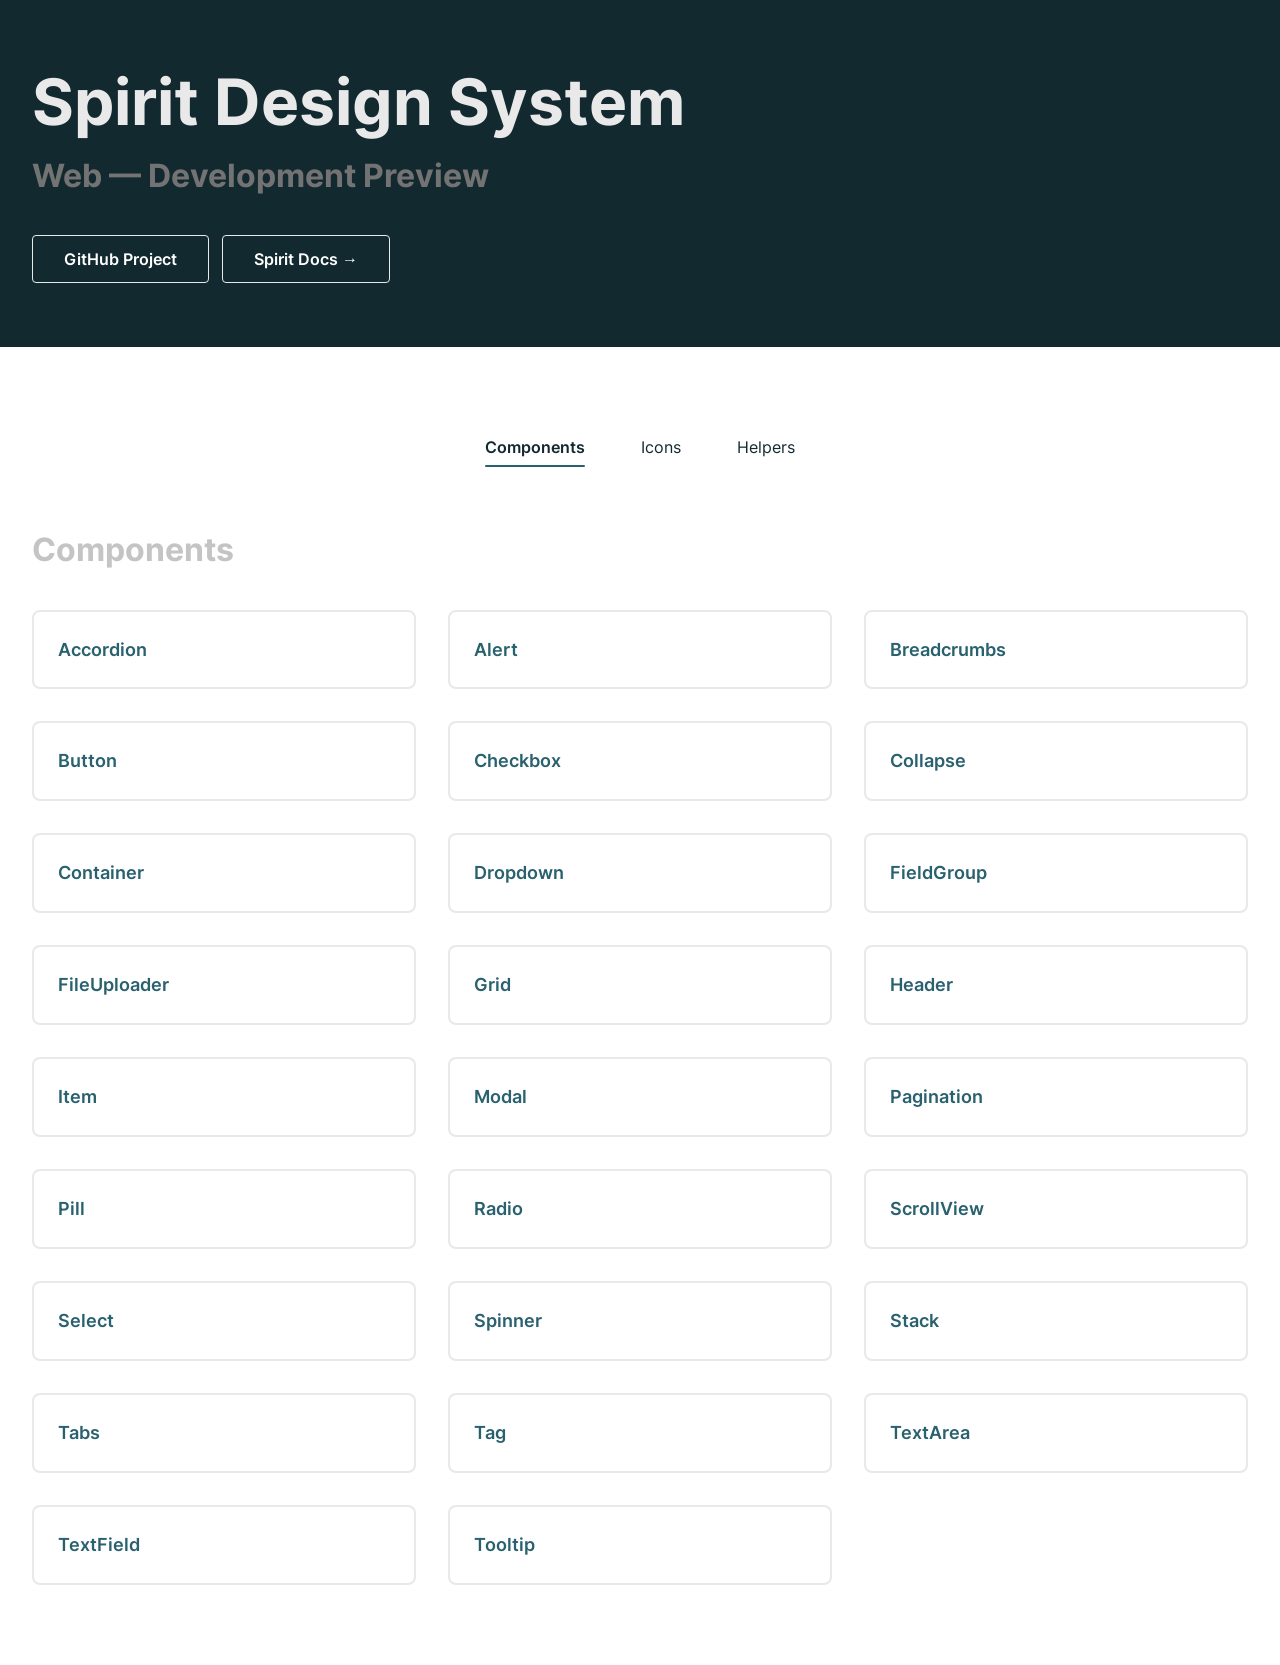 Spirit Design System
Web — Development Preview
GitHub Project
Spirit Docs →
Components
Icons
Helpers
Components
Accordion
Alert
Breadcrumbs
Button
Checkbox
Collapse
Container
Dropdown
FieldGroup
FileUploader
Grid
Header
Item
Modal
Pagination
Pill
Radio
ScrollView
Select
Spinner
Stack
Tabs
Tag
TextArea
TextField
Tooltip